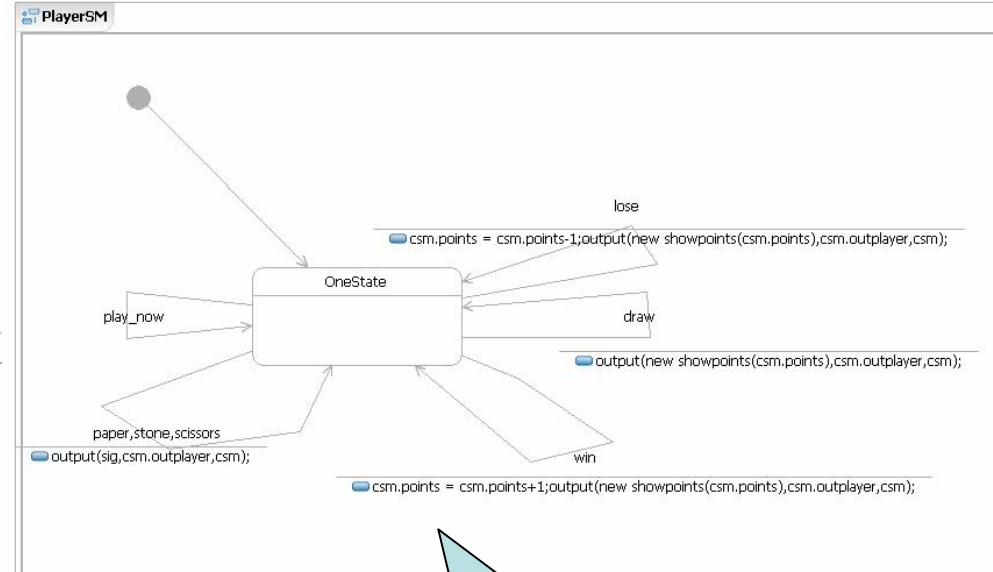 PlayerSM
lose
csm.points = csm.points-1;output(new showpoints(csm.points),csm.outplayer,csm);
OneState
play_now
draw
output(new showpoints(csm.points),csm.outplayer,csm);
paper,stone,scissors
output(sig,csm.outplayer,csm);
win
csm.points = csm.points+1;output(new showpoints(csm.points),csm.outplayer,csm);